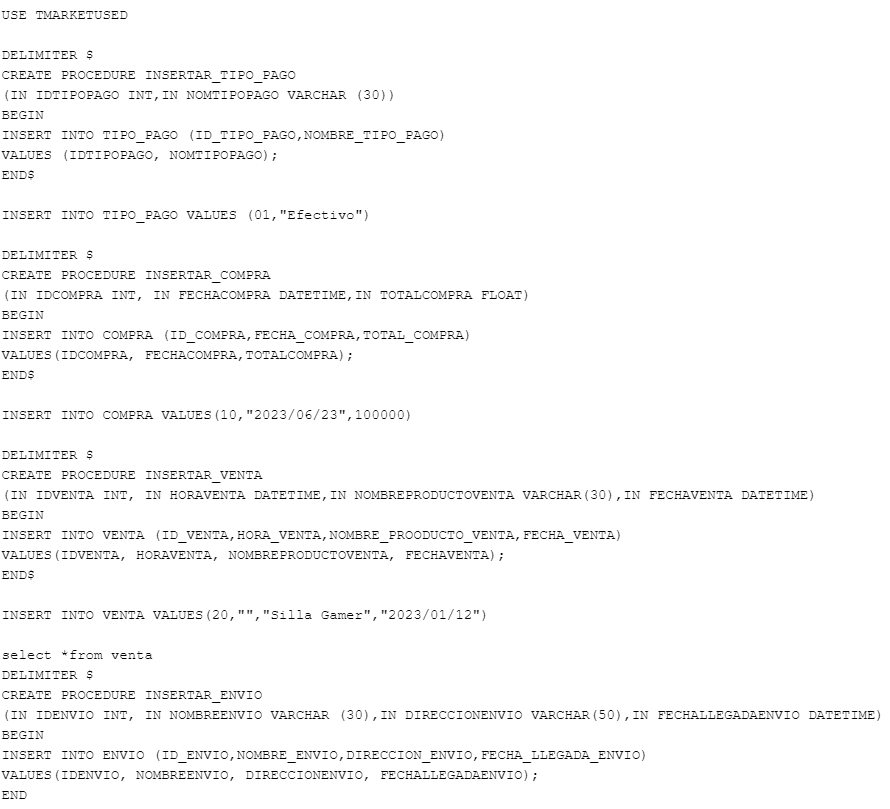 USE TMARKETUSED
DELIMITER $
CREATE PROCEDURE INSERTAR_TIPO_PAGO
(IN IDTIPOPAGO INT,IN NOMTIPOPAGO VARCHAR (30))
BEGIN
INSERT INTO TIPO_PAGO (ID_TIPO_PAGO,NOMBRE_TIPO_PAGO)
VALUES (IDTIPOPAGO, NOMTIPOPAGO);
END$
INSERT INTO TIPO_PAGO VALUES (01,"Efectivo")
DELIMITER $
CREATE PROCEDURE INSERTAR_COMPRA
(IN IDCOMPRA INT, IN FECHACOMPRA DATETIME,IN TOTALCOMPRA FLOAT)
BEGIN
INSERT INTO COMPRA (ID_COMPRA,FECHA_COMPRA,TOTAL_COMPRA)
VALUES(IDCOMPRA, FECHACOMPRA,TOTALCOMPRA);
END$
INSERT INTO COMPRA VALUES(10,"2023/06/23",100000)
DELIMITER $
CREATE PROCEDURE INSERTAR_VENTA
(IN IDVENTA INT, IN HORAVENTA DATETIME,IN NOMBREPRODUCTOVENTA VARCHAR(30),IN FECHAVENTA DATETIME)
BEGIN
INSERT INTO VENTA (ID_VENTA,HORA_VENTA,NOMBRE_PROODUCTO_VENTA,FECHA_VENTA)
VALUES(IDVENTA, HORAVENTA, NOMBREPRODUCTOVENTA, FECHAVENTA);
END$
INSERT INTO VENTA VALUES(20,"","Silla Gamer","2023/01/12")
select *from venta
DELIMITER $
CREATE PROCEDURE INSERTAR_ENVIO
(IN IDENVIO INT, IN NOMBREENVIO VARCHAR (30),IN DIRECCIONENVIO VARCHAR(50),IN FECHALLEGADAENVIO DATETIME)
BEGIN
INSERT INTO ENVIO (ID_ENVIO,NOMBRE_ENVIO,DIRECCION_ENVIO,FECHA_LLEGADA_ENVIO)
VALUES(IDENVIO, NOMBREENVIO, DIRECCIONENVIO, FECHALLEGADAENVIO);
END